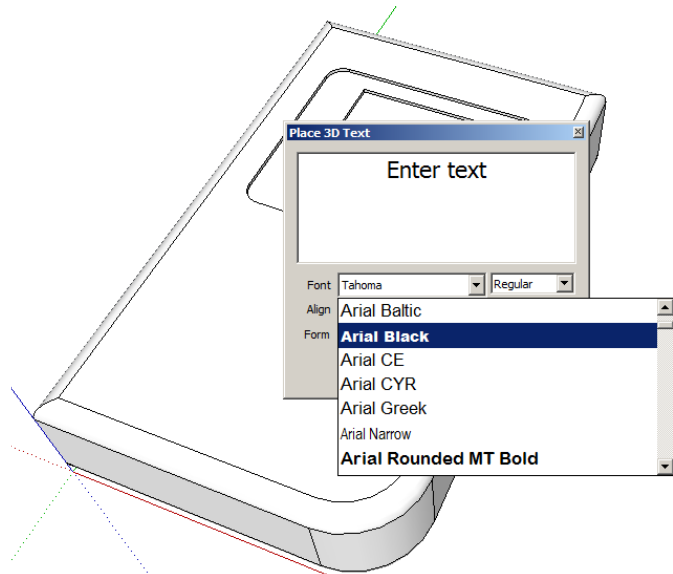 Place 3D Text
Enter text
Font Tahoma Regular
Align
Form
Arial Baltic
Arial Black
Arial CE
Arial CYR
Arial Greek
Arial Narrow
Arial Rounded MT Bold